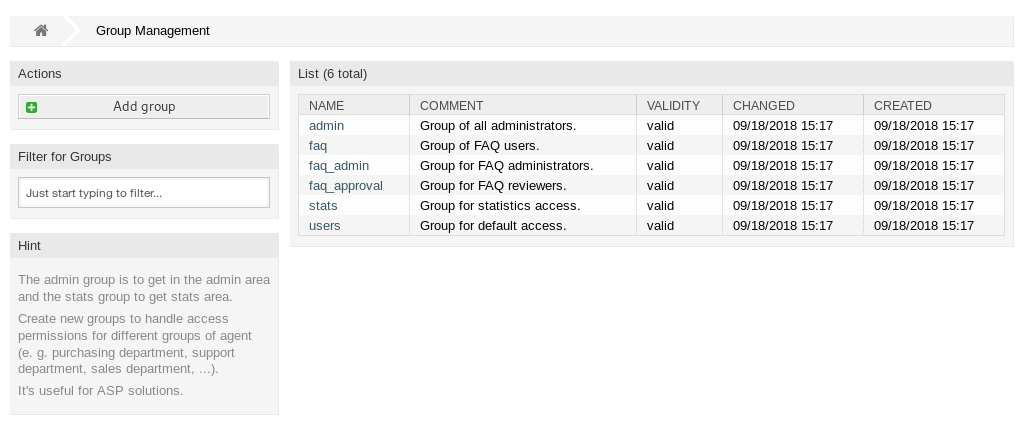 Group Management
Actions
Add group
Filter for Groups
Just start typing to filter...
Hint
The admin group is to get in the admin area
and the stats group to get stats area.
Create new groups to handle access
permissions for different groups of agent
(e. g. purchasing department, support
department, sales department, ...).
It's useful for ASP solutions.
List (6 total)
NAME COMMENT VALIDITY CHANGED CREATED
admin Group of all administrators. valid 09/18/2018 15:17 09/18/2018 15:17
faq Group of FAQ users. valid 09/18/2018 15:17 09/18/2018 15:17
faq_admin Group for FAQ administrators. valid 09/18/2018 15:17 09/18/2018 15:17
faq_approval Group for FAQ reviewers. valid 09/18/2018 15:17 09/18/2018 15:17
stats Group for statistics access. valid 09/18/2018 15:17 09/18/2018 15:17
users Group for default access. valid 09/18/2018 15:17 09/18/2018 15:17